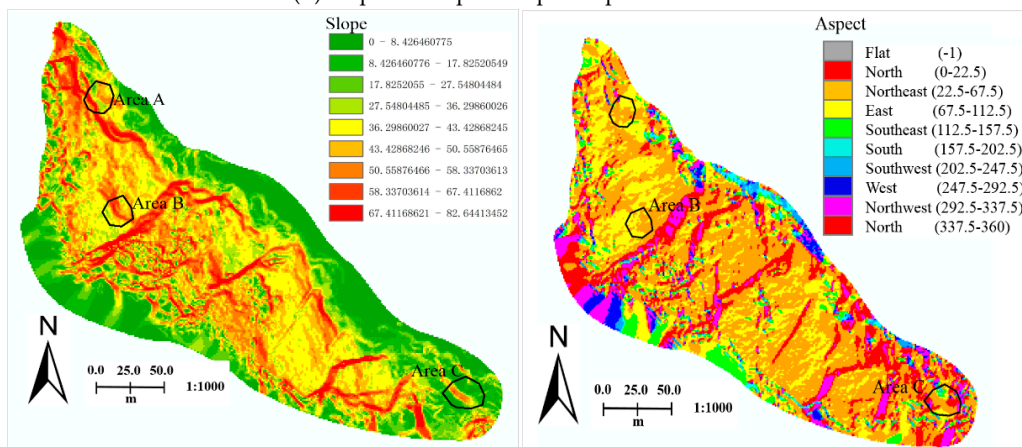 Slope
0 - 8.426460775
8.426460776 - 17.82520549
17.8252055 - 27.54804484
27.54804485 - 36.29860026
36.29860027 - 43.42868245
43.42868246 - 50.55876465
50.55876466 - 58.33703613
58.33703614 - 67.4116862
67.41168621 - 82.64413452
Area A
Area B
Area C
N
0.0 25.0 50.0
m
1:1000
Aspect
Flat (-1)
North (0-22.5)
Northeast (22.5-67.5)
East (67.5-112.5)
Southeast (112.5-157.5)
South (157.5-202.5)
Southwest (202.5-247.5)
West (247.5-292.5)
Northwest (292.5-337.5)
North (337.5-360)
Area B
Area C
N
0.0 25.0 50.0
m
1:1000